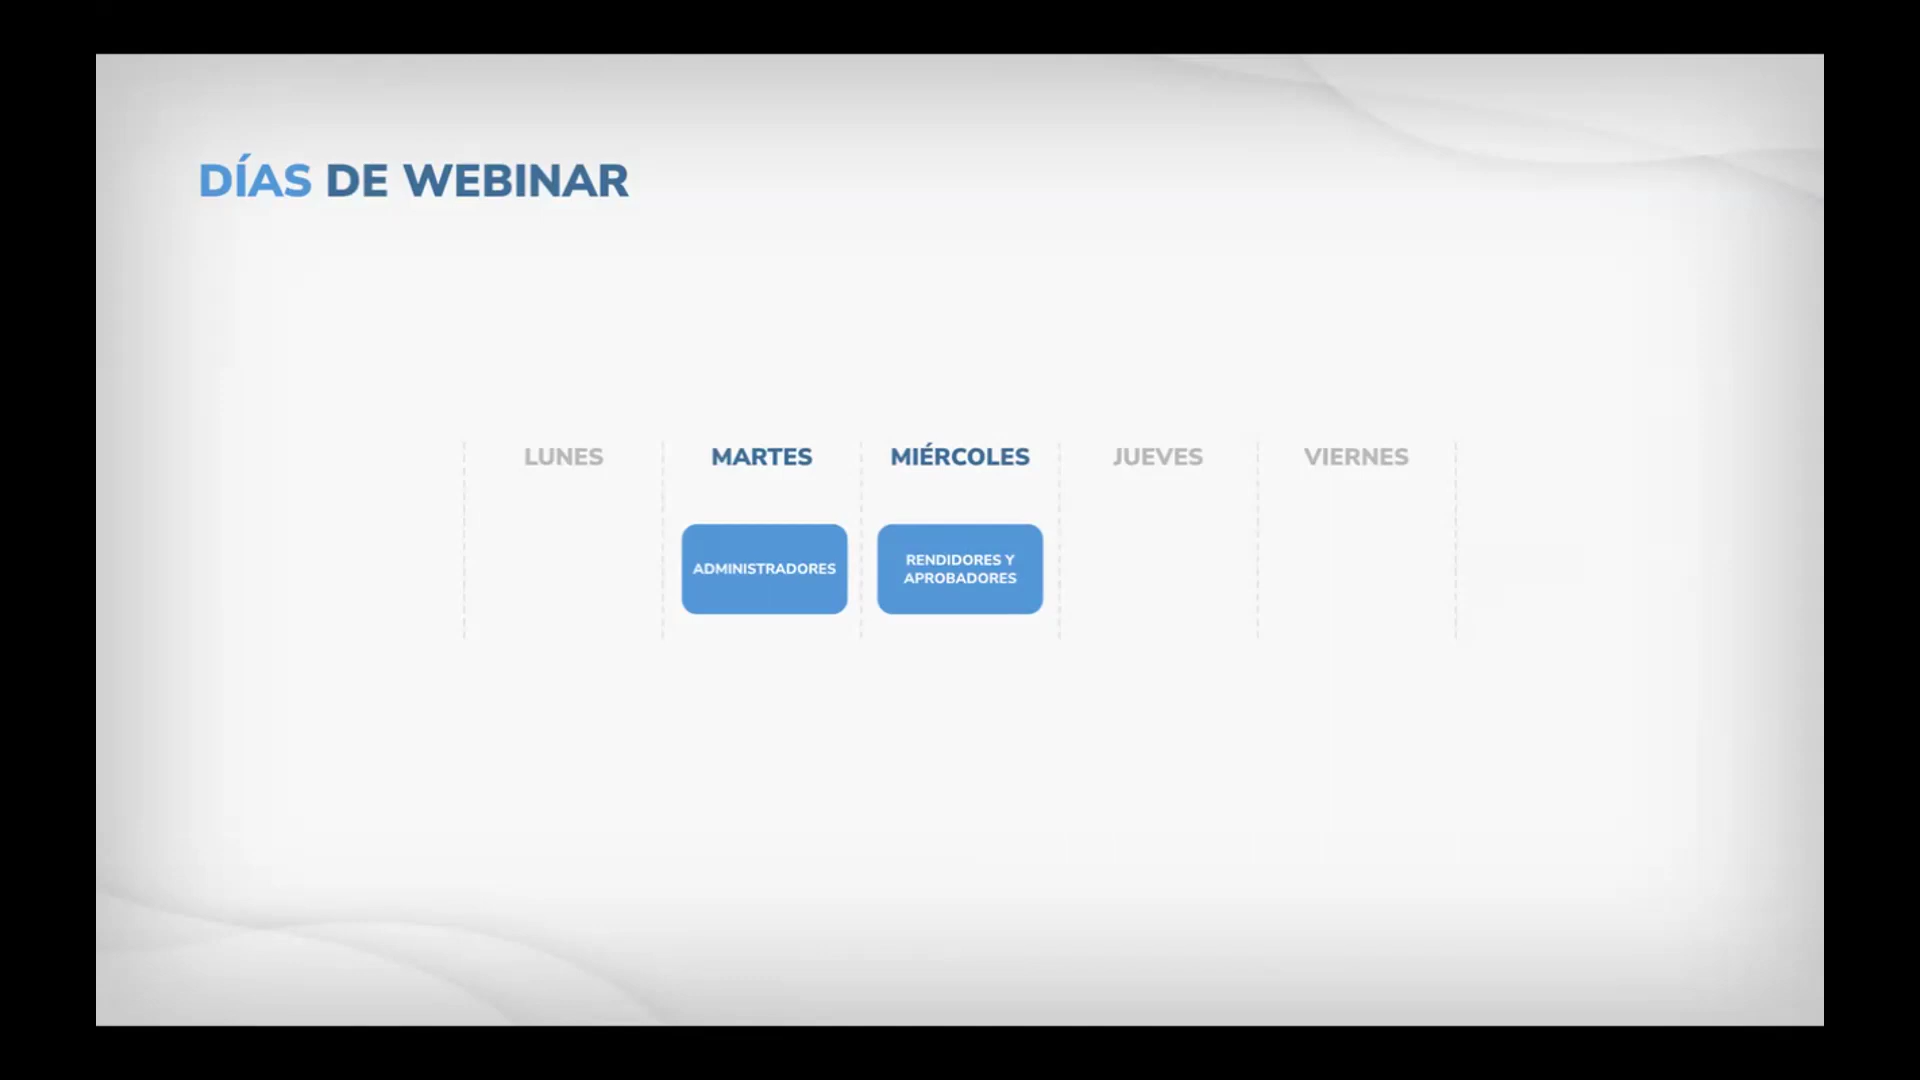 DÍAS DE WEBINAR
LUNES
MARTES
MIÉRCOLES
JUEVES
VIERNES
ADMINISTRADORES
RENDIDORES Y
APROBADORES